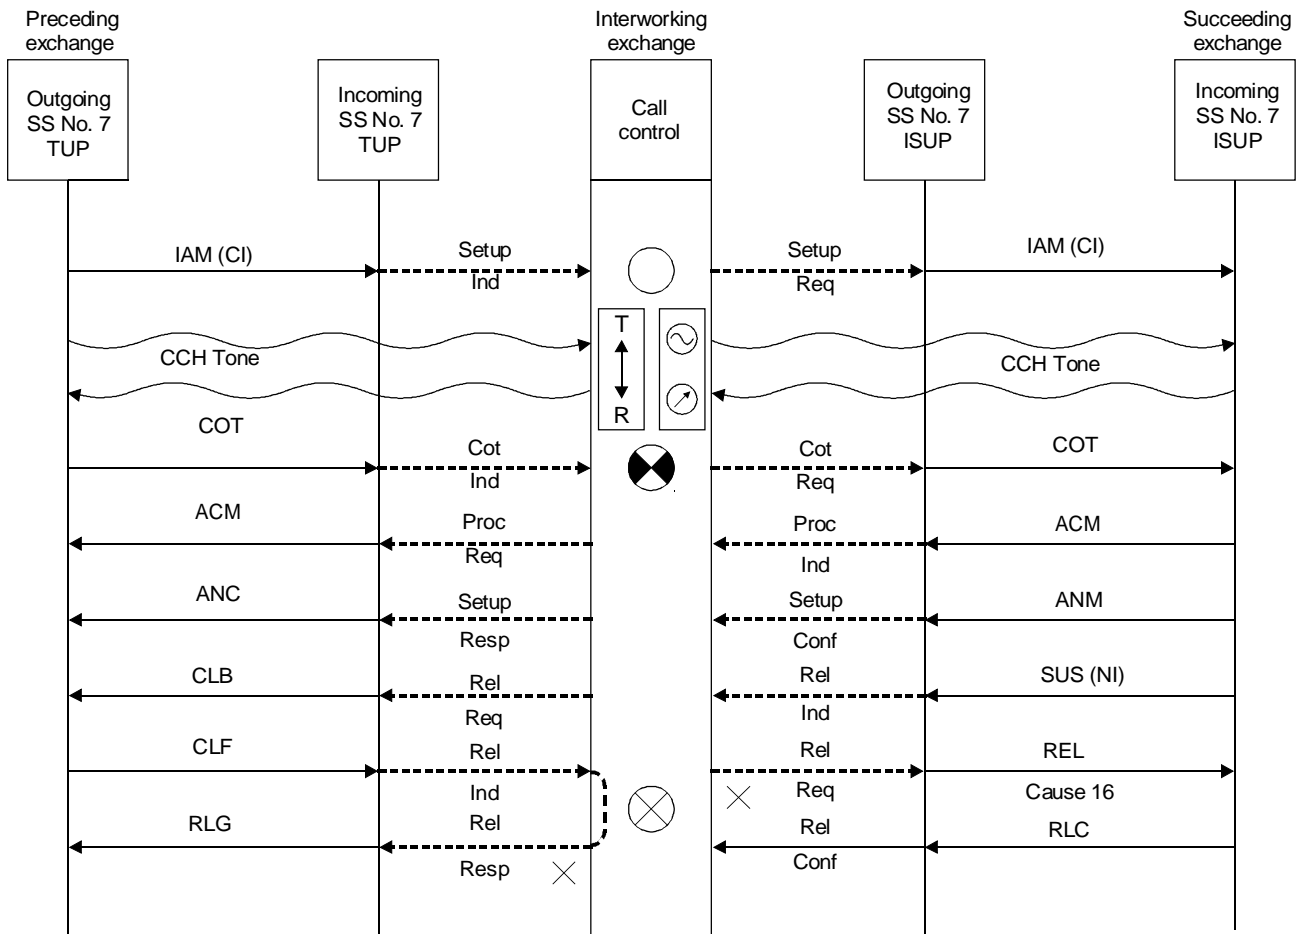 Preceding
exchange
Interworking
exchange
Succeeding
exchange
Outgoing
SS No. 7
TUP
Incoming
SS No. 7
TUP
Call
control
Outgoing
SS No. 7
ISUP
Incoming
SS No. 7
ISUP
IAM (CI)
Setup
Ind
Setup
Req
IAM (CI)
T
R
CCH Tone
CCH Tone
COT
Cot
Ind
Cot
Req
COT
ACM
Proc
Req
Proc
Ind
ACM
ANC
Setup
Resp
Setup
Conf
ANM
CLB
Rel
Req
Rel
Ind
SUS (NI)
CLF
Rel
Ind
Rel
Req
REL
Cause 16
RLG
Rel
Resp
Rel
Conf
RLC